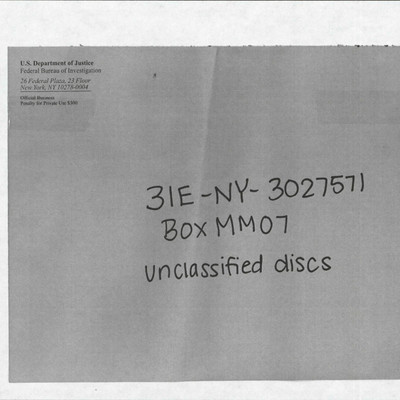 U.S. Department of Justice
Federal Bureau of Investigation
26 Federal Plaza, 23 Floor
New York, NY 10278-0004
Official Business
Penalty for Private Use $300
31E-NY-3027571
Box MM07
unclassified discs